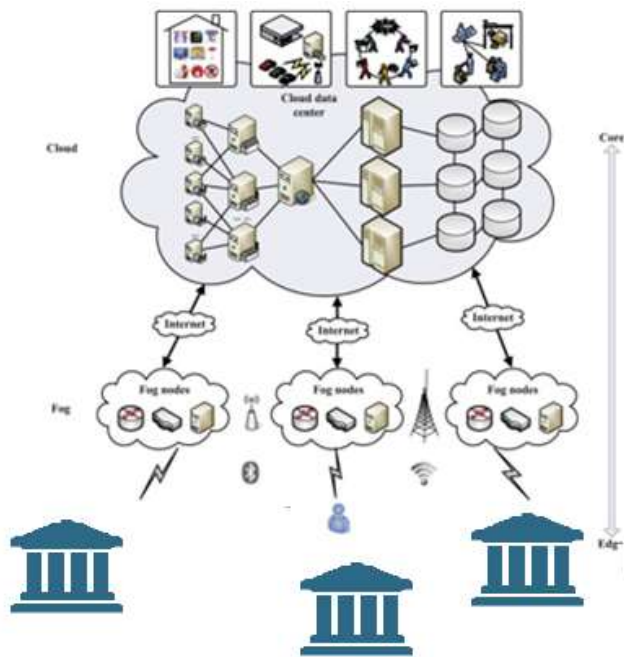 Cloud data
center
Cloud
Core
Internet
Internet
Internet
Fog nodes
Fog nodes
Fog nodes
Fog